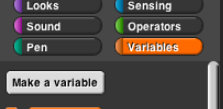 Looks Sensing
Sound Operators
Pen Variables
Make a variable